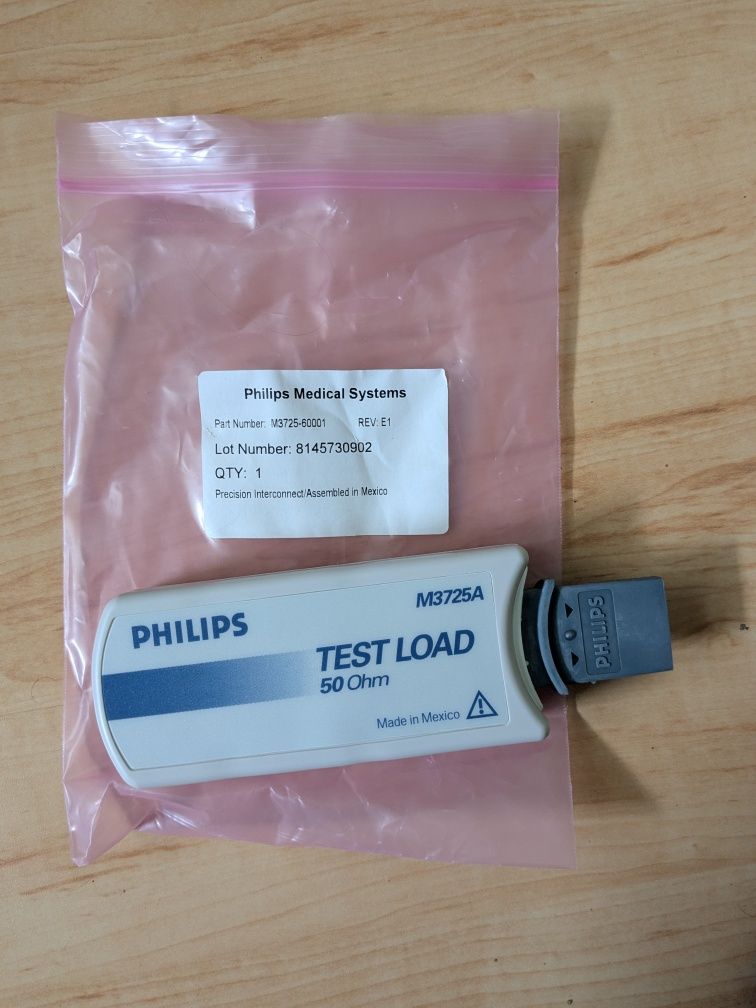 Philips Medical Systems
Part Number: M3725-60001 REV: E1
Lot Number: 8145730902
QTY: 1
Precision Interconnect/Assembled in Mexico
M3725A
PHILIPS
TEST LOAD
50 Ohm
Made in Mexico
PHILIPS